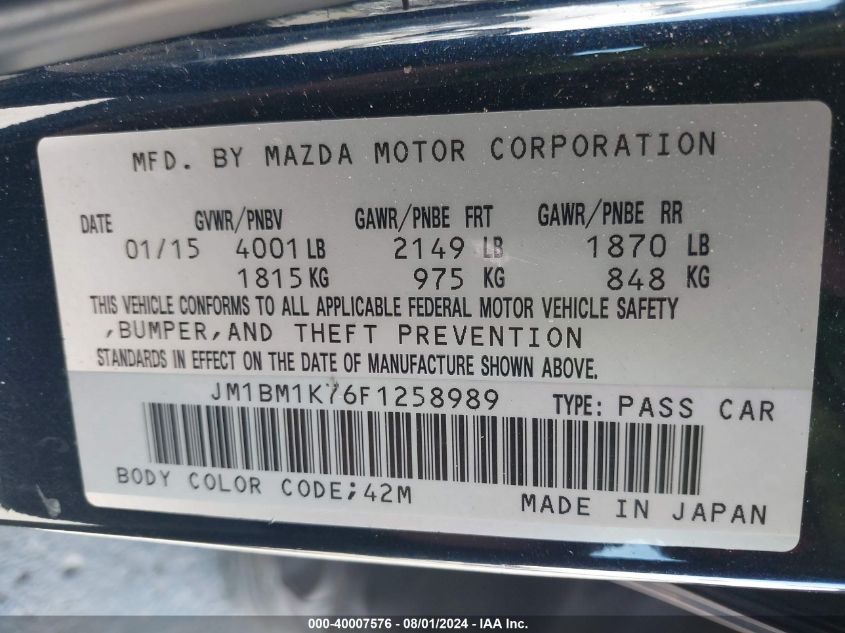 MFD. BY MAZDA MOTOR CORPORATION
DATE GVWR/PNBV GAWR/PNBE FRT GAWR/PNBE RR
01/15 4001 LB 2149 LB 1870 LB
1815 KG 975 KG 848 KG
THIS VEHICLE CONFORMS TO ALL APPLICABLE FEDERAL MOTOR VEHICLE SAFETY
,BUMPER,AND THEFT PREVENTION
STANDARDS IN EFFECT ON THE DATE OF MANUFACTURE SHOWN ABOVE.
JM1BM1K76F1258989 TYPE: PASS CAR
BODY COLOR CODE;42M MADE IN JAPAN
000-40007576 - 08/01/2024 - IAA Inc.